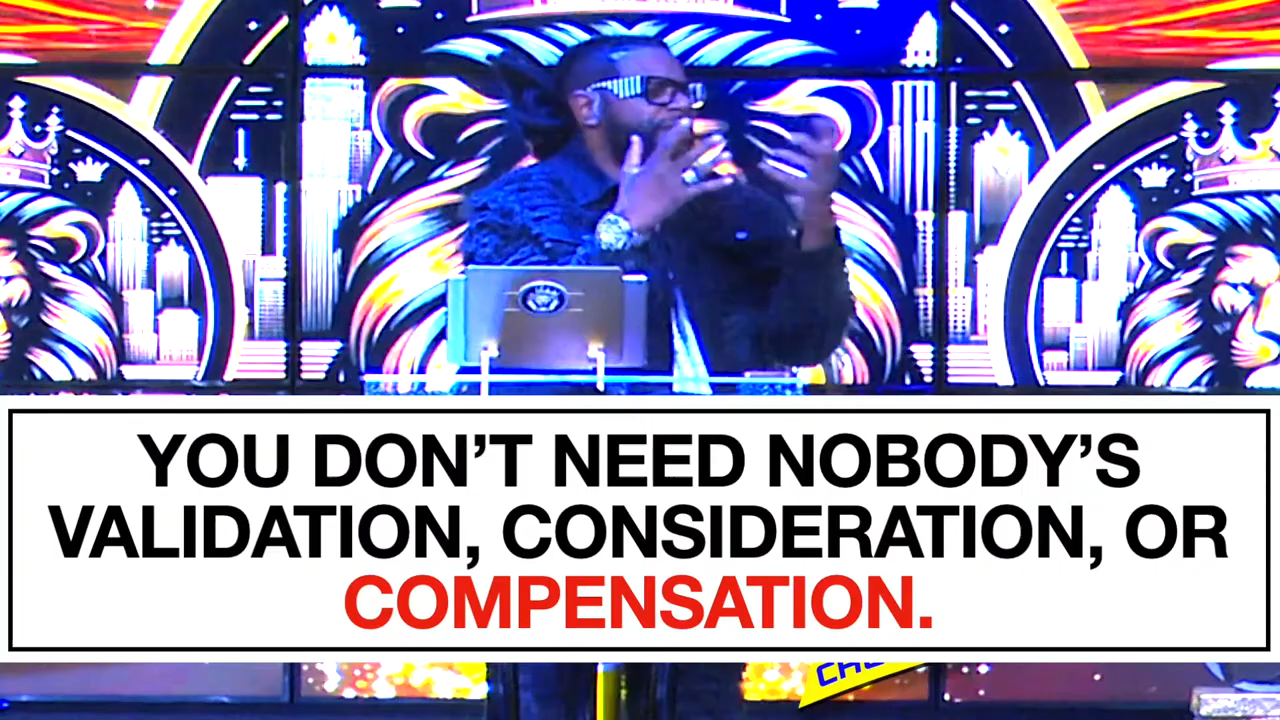 YOU DON’T NEED NOBODY’S
VALIDATION, CONSIDERATION, OR
COMPENSATION.